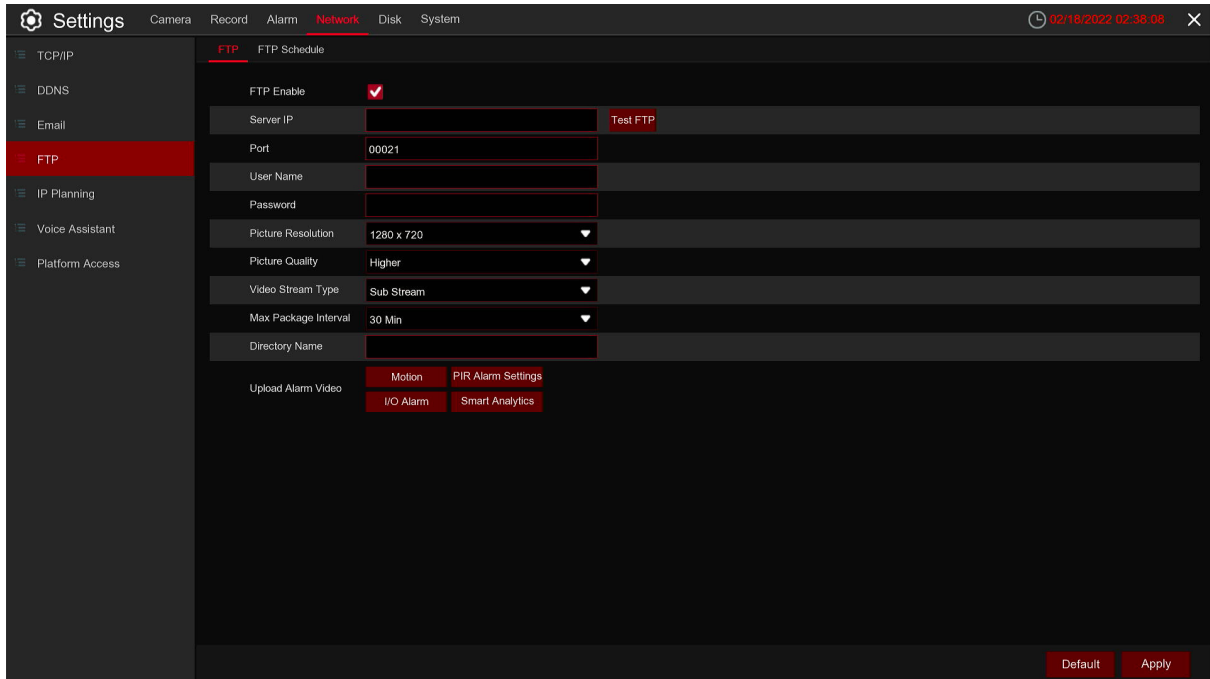 Settings Camera Record Alarm Network Disk System 02/18/2022 02:38:08
TCP/IP
DDNS
Email
FTP
IP Planning
Voice Assistant
Platform Access
FTP FTP Schedule
FTP Enable
Server IP Test FTP
Port 00021
User Name
Password
Picture Resolution 1280 x 720
Picture Quality Higher
Video Stream Type Sub Stream
Max Package Interval 30 Min
Directory Name
Upload Alarm Video
Motion PIR Alarm Settings
I/O Alarm Smart Analytics
Default Apply